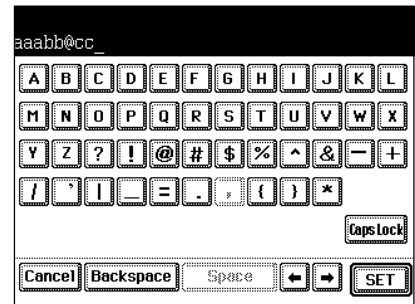 aaabb@cc_
A B C D E F G H I J K L
M N O P Q R S T U V W X
Y Z ? ! @ # $ % ^ & — +
/ ' | _ = . , { } *
Caps Lock
Cancel Backspace Space ← → SET